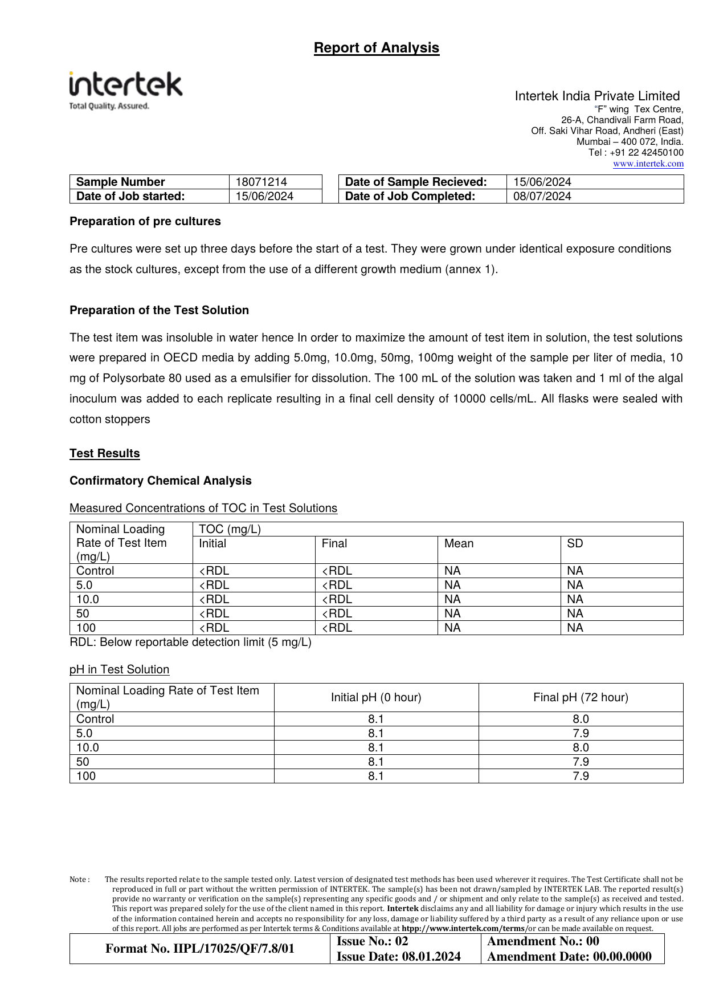 Report of Analysis
intertek
Total Quality. Assured.
Intertek India Private Limited
“F” wing Tex Centre,
26-A, Chandivali Farm Road,
Off. Saki Vihar Road, Andheri (East)
Mumbai – 400 072, India.
Tel : +91 22 42450100
www.intertek.com
Sample Number 18071214 Date of Sample Recieved: 15/06/2024
Date of Job started: 15/06/2024 Date of Job Completed: 08/07/2024
Preparation of pre cultures
Pre cultures were set up three days before the start of a test. They were grown under identical exposure conditions
as the stock cultures, except from the use of a different growth medium (annex 1).
Preparation of the Test Solution
The test item was insoluble in water hence In order to maximize the amount of test item in solution, the test solutions
were prepared in OECD media by adding 5.0mg, 10.0mg, 50mg, 100mg weight of the sample per liter of media, 10
mg of Polysorbate 80 used as a emulsifier for dissolution. The 100 mL of the solution was taken and 1 ml of the algal
inoculum was added to each replicate resulting in a final cell density of 10000 cells/mL. All flasks were sealed with
cotton stoppers
Test Results
Confirmatory Chemical Analysis
Measured Concentrations of TOC in Test Solutions
Nominal Loading TOC (mg/L)
Rate of Test Item Initial Final Mean SD
(mg/L)
Control <RDL <RDL NA NA
5.0 <RDL <RDL NA NA
10.0 <RDL <RDL NA NA
50 <RDL <RDL NA NA
100 <RDL <RDL NA NA
RDL: Below reportable detection limit (5 mg/L)
pH in Test Solution
Nominal Loading Rate of Test Item
(mg/L) Initial pH (0 hour) Final pH (72 hour)
Control 8.1 8.0
5.0 8.1 7.9
10.0 8.1 8.0
50 8.1 7.9
100 8.1 7.9
Note : The results reported relate to the sample tested only. Latest version of designated test methods has been used wherever it requires. The Test Certificate shall not be
reproduced in full or part without the written permission of INTERTEK. The sample(s) has been not drawn/sampled by INTERTEK LAB. The reported result(s)
provide no warranty or verification on the sample(s) representing any specific goods and / or shipment and only relate to the sample(s) as received and tested.
This report was prepared solely for the use of the client named in this report. Intertek disclaims any and all liability for damage or injury which results in the use
of the information contained herein and accepts no responsibility for any loss, damage or liability suffered by a third party as a result of any reliance upon or use
of this report. All jobs are performed as per Intertek terms & Conditions available at htpp://www.intertek.com/terms/or can be made available on request.
Format No. IIPL/17025/QF/7.8/01
Issue No.: 02 Amendment No.: 00
Issue Date: 08.01.2024 Amendment Date: 00.00.0000